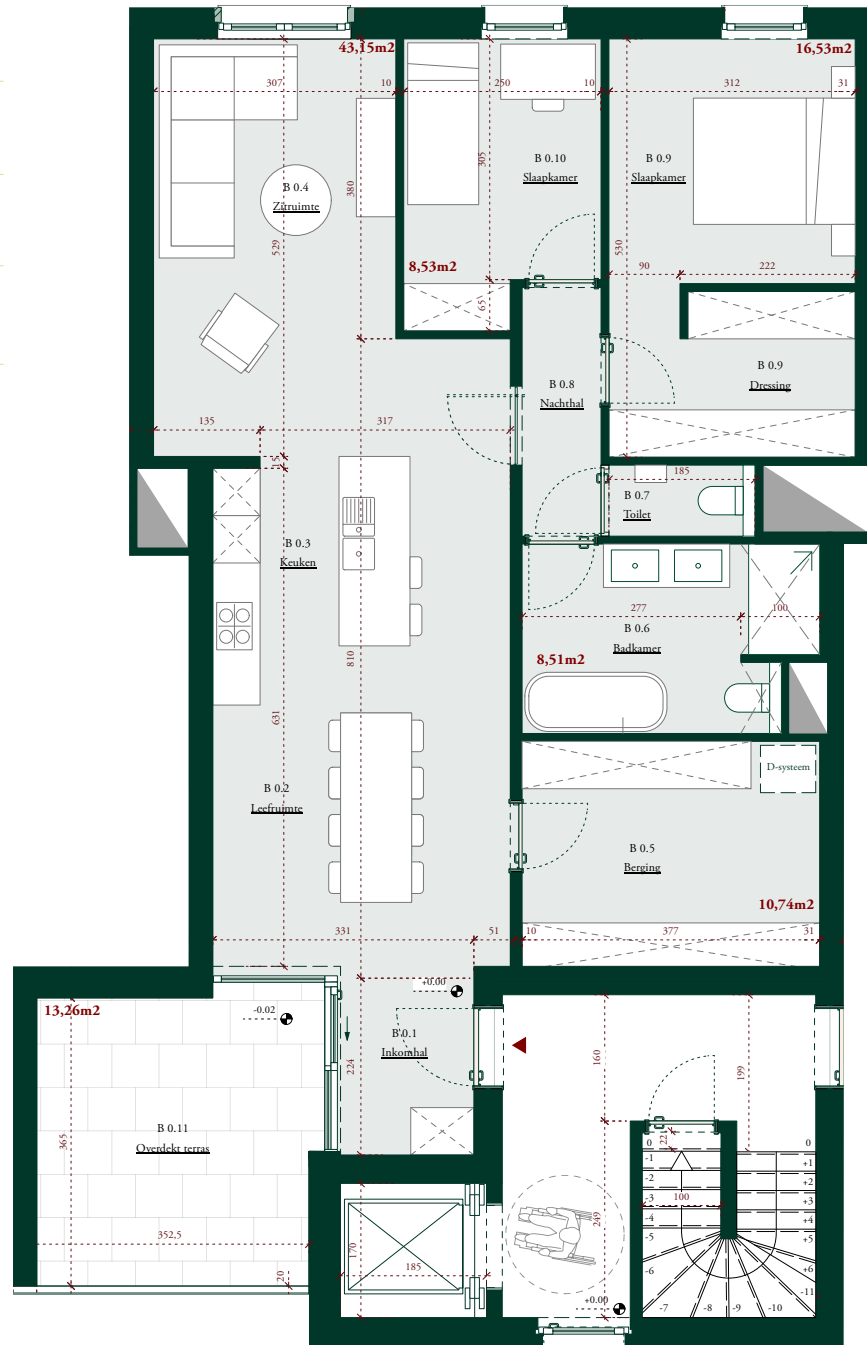 43,15m2
16,53m2
307
10
250
10
312
31
B 0.4
Zitruimte
380
305
B 0.10
Slaapkamer
B 0.9
Slaapkamer
529
530
8,53m2
90
222
65
B 0.8
Nachthal
B 0.9
Dressing
135
317
15
B 0.3
Keuken
185
B 0.7
Toilet
277
100
B 0.6
Badkamer
8,51m2
810
631
B 0.2
Leefruimte
D-systeem
B 0.5
Berging
10,74m2
331
51
10
377
31
+0.00
-0.02
13,26m2
B 0.1
Inkomhal
224
160
199
B 0.11
Overdekt terras
365
352,5
20
170
185
249
+0.00
22
100
0
-1
-2
-3
-4
-5
-6
-7
-8
-9
-10
-11
0
+1
+2
+3
+4
+5
+6